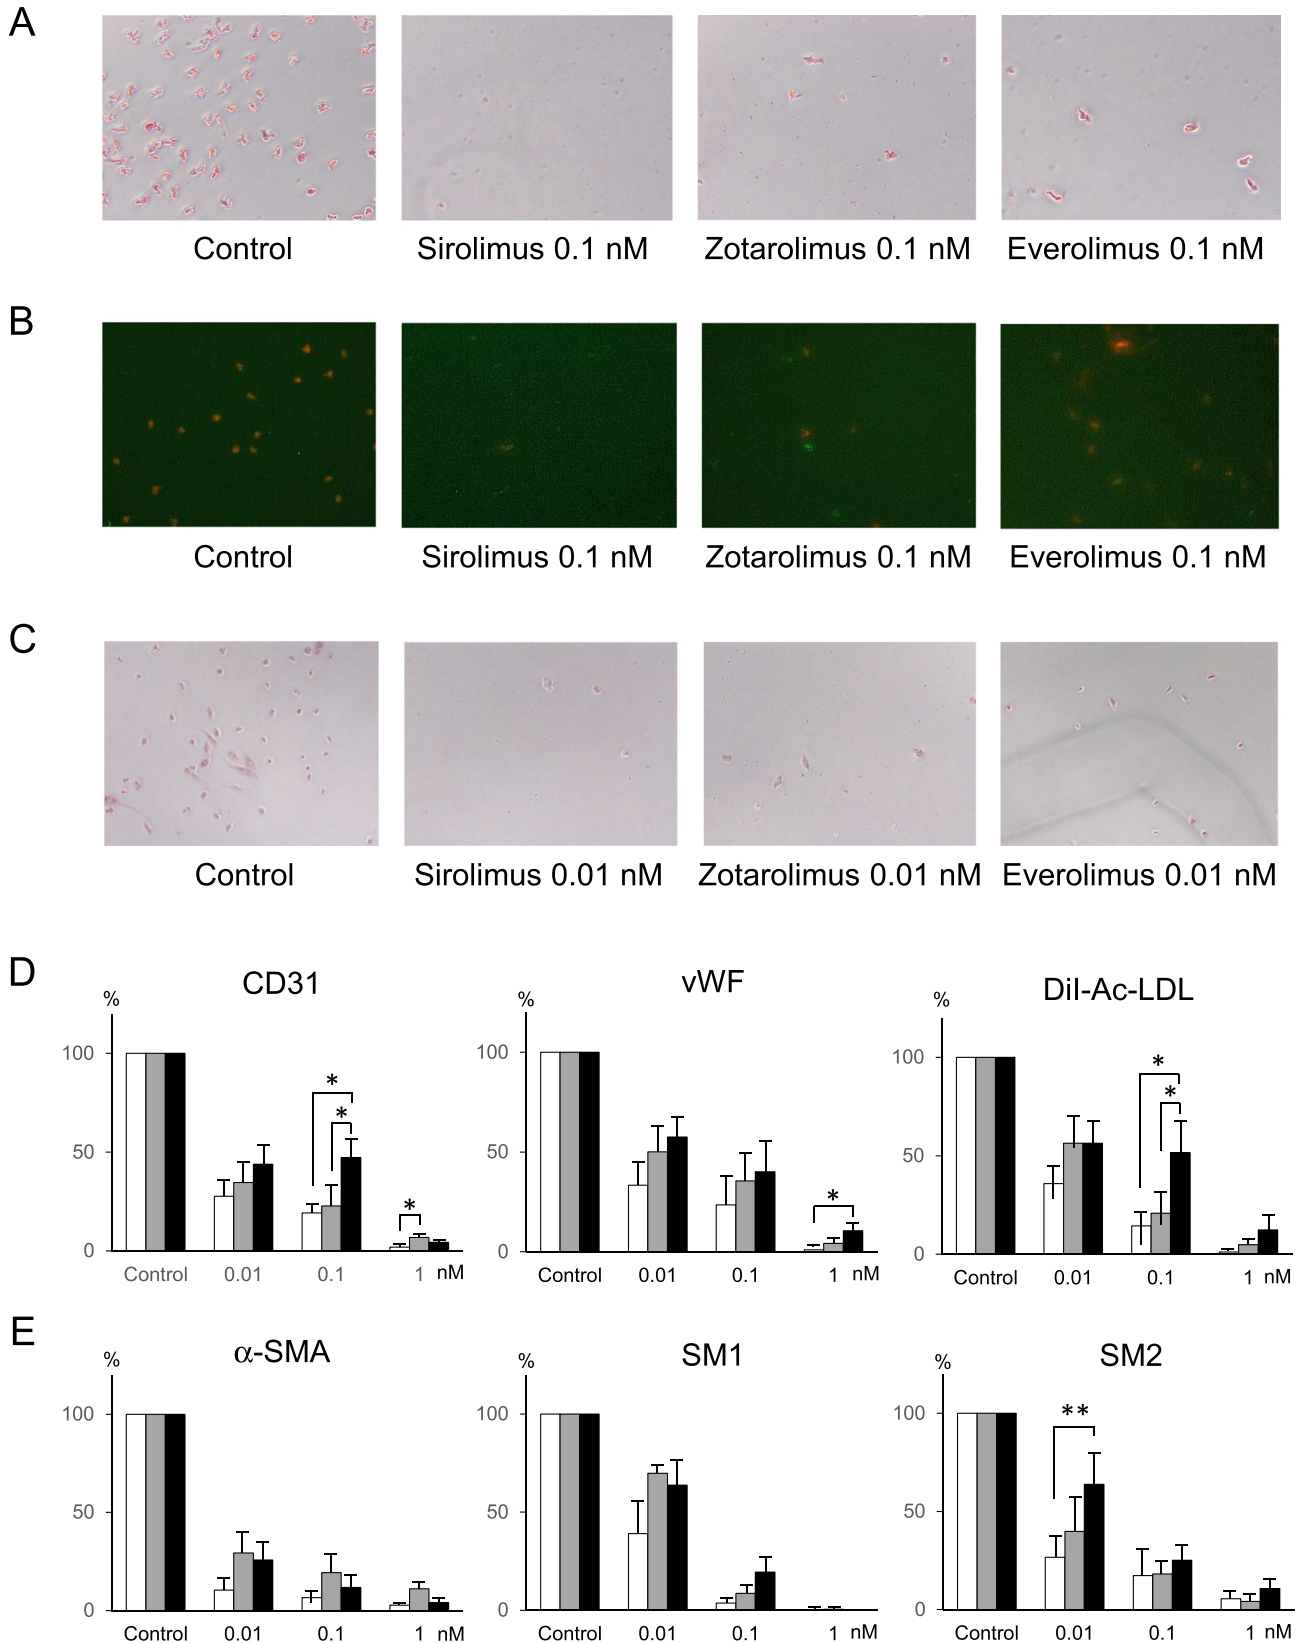 A
Control
Sirolimus 0.1 nM
Zotarolimus 0.1 nM
Everolimus 0.1 nM
B
Control
Sirolimus 0.1 nM
Zotarolimus 0.1 nM
Everolimus 0.1 nM
C
Control
Sirolimus 0.01 nM
Zotarolimus 0.01 nM
Everolimus 0.01 nM
D
CD31
%
100
50
0
*
*
*
Control 0.01 0.1 1 nM
vWF
%
100
50
0
*
Control 0.01 0.1 1 nM
DiI-Ac-LDL
%
100
50
0
*
*
Control 0.01 0.1 1 nM
E
α-SMA
%
100
50
0
Control 0.01 0.1 1 nM
SM1
%
100
50
0
Control 0.01 0.1 1 nM
SM2
%
100
50
0
**
Control 0.01 0.1 1 nM